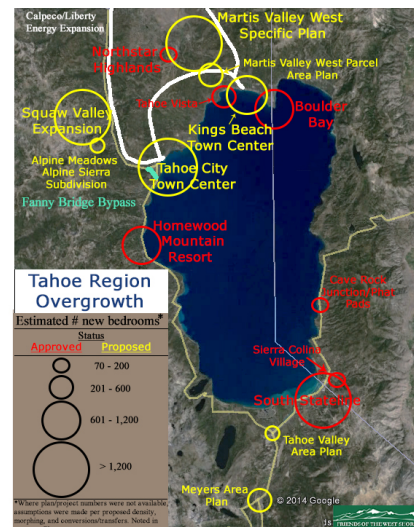 Calpeco/Liberty
Energy Expansion
Martis Valley West
Specific Plan
Northstar
Highlands
Martis Valley West Parcel
Area Plan
Tahoe Vista
Squaw Valley
Expansion
Boulder
Bay
Kings Beach
Town Center
Alpine Meadows
Alpine Sierra
Subdivision
Tahoe City
Town Center
Fanny Bridge Bypass
Homewood
Mountain
Resort
Tahoe Region
Overgrowth
Cave Rock
Estimated # new bedrooms*
Status
Approved Proposed
70 - 200
201 - 600
601 - 1,200
> 1,200
Sierra Colina
Village
South Stateline
Tahoe Valley
Area Plan
Meyers Area
Plan
© 2014 Google
*Where plan/project numbers were not available,
assumptions were made per proposed density,
morphing, and conversions/transfers. Noted in
FRIENDS OF THE WEST SHORE